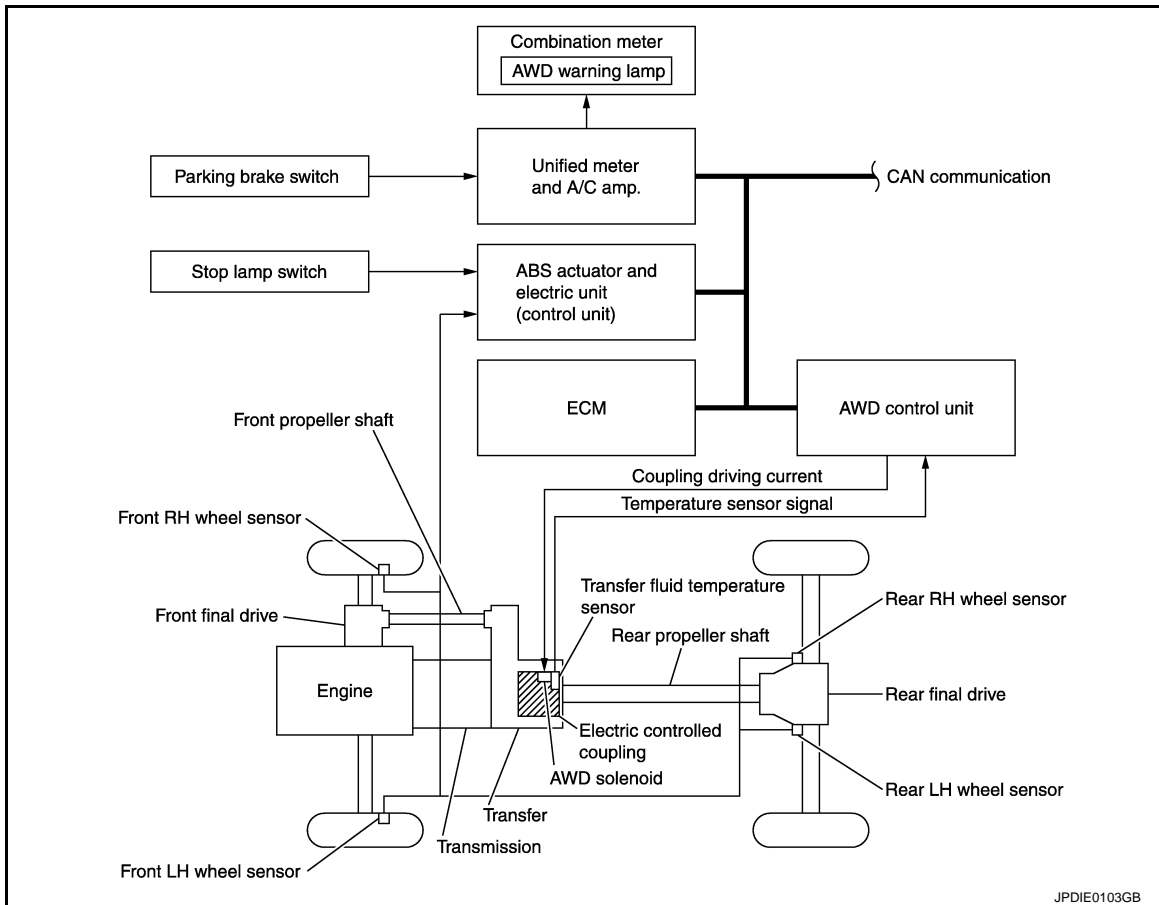 Combination meter
AWD warning lamp
Parking brake switch
Unified meter
and A/C amp.
CAN communication
Stop lamp switch
ABS actuator and
electric unit
(control unit)
ECM
AWD control unit
Front propeller shaft
Coupling driving current
Temperature sensor signal
Front RH wheel sensor
Transfer fluid temperature
sensor
Rear RH wheel sensor
Front final drive
Rear propeller shaft
Engine
Rear final drive
Electric controlled
coupling
AWD solenoid
Rear LH wheel sensor
Transfer
Transmission
Front LH wheel sensor
JPDIE0103GB